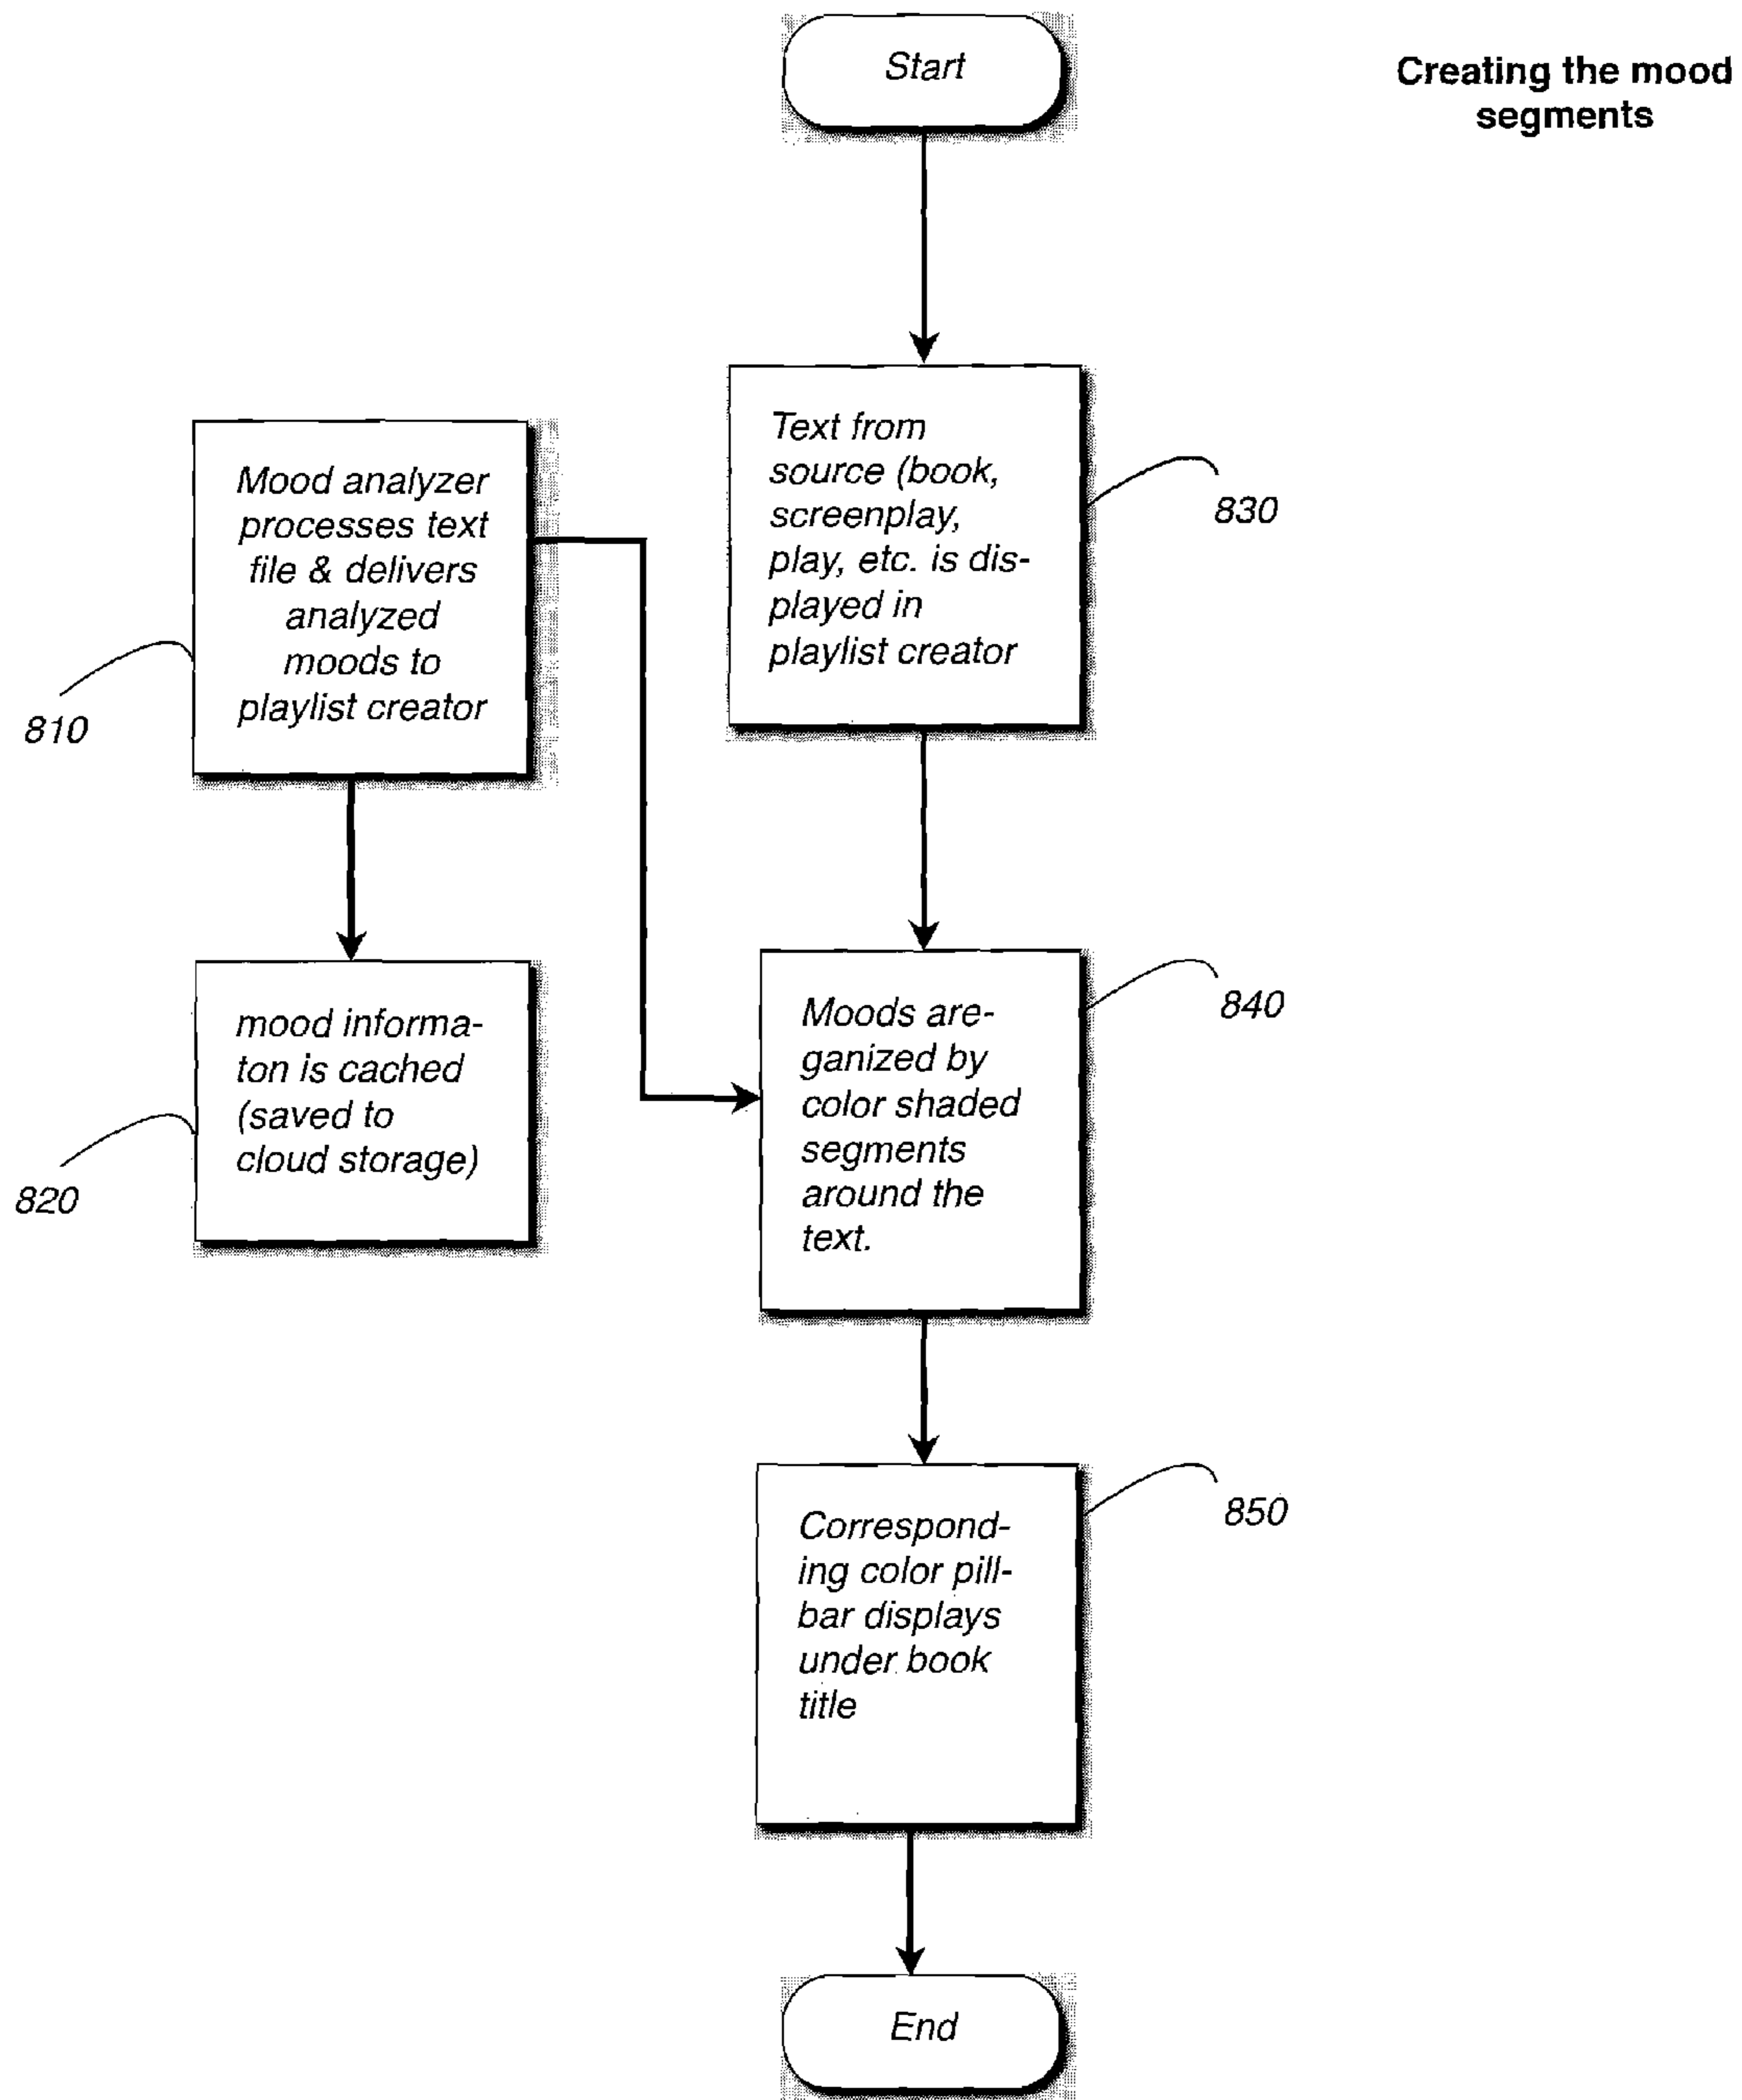 Start
Creating the mood
segments
Text from
source (book,
screenplay,
play, etc. is dis-
played in
playlist creator
830
Mood analyzer
processes text
file & delivers
analyzed
moods to
playlist creator
810
mood informa-
ton is cached
(saved to
cloud storage)
820
Moods are-
ganized by
color shaded
segments
around the
text.
840
Correspond-
ing color pill-
bar displays
under book
title
850
End